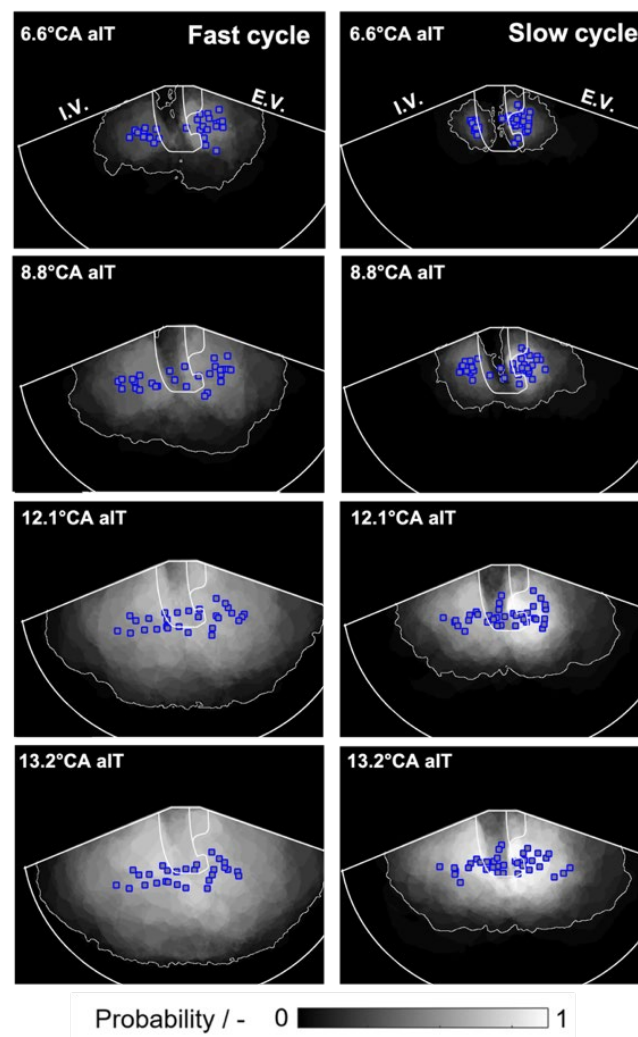 6.6°CA aIT
Fast cycle
I.V.
E.V.
6.6°CA aIT
Slow cycle
I.V.
E.V.
8.8°CA aIT
8.8°CA aIT
12.1°CA aIT
12.1°CA aIT
13.2°CA aIT
13.2°CA aIT
Probability / - 0 1